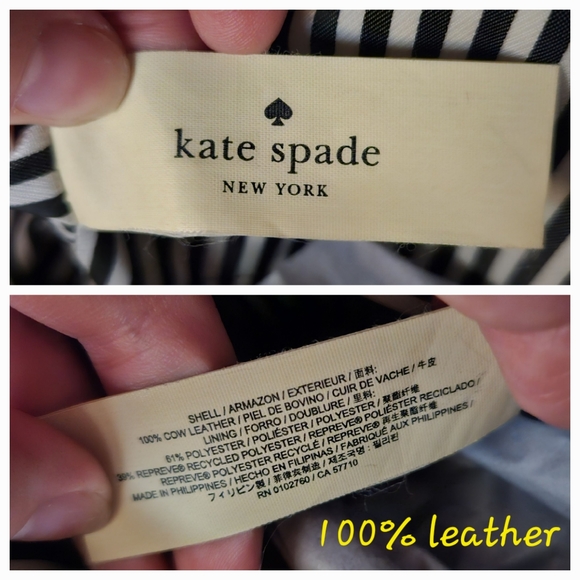 kate spade
NEW YORK
SHELL / ARMAZON / EXTERIEUR / 面料:
100% COW LEATHER / PIEL DE BOVINO / CUIR DE VACHE / 牛皮
LINING / FORRO / DOUBLURE / 里料:
61% POLYESTER / POLIÉSTER / POLYESTER / 聚酯纤维
39% REPREVE® RECYCLED POLYESTER / REPREVE® POLIÉSTER RECICLADO /
REPREVE® POLYESTER RECYCLÉ / REPREVE® 再生聚酯纤维
MADE IN PHILIPPINES / HECHO EN FILIPINAS / FABRIQUÉ AUX PHILIPPINES /
フィリピン製 / 菲律宾制造 / 제조국명 : 필리핀
RN 0102760 / CA 57710
100% leather